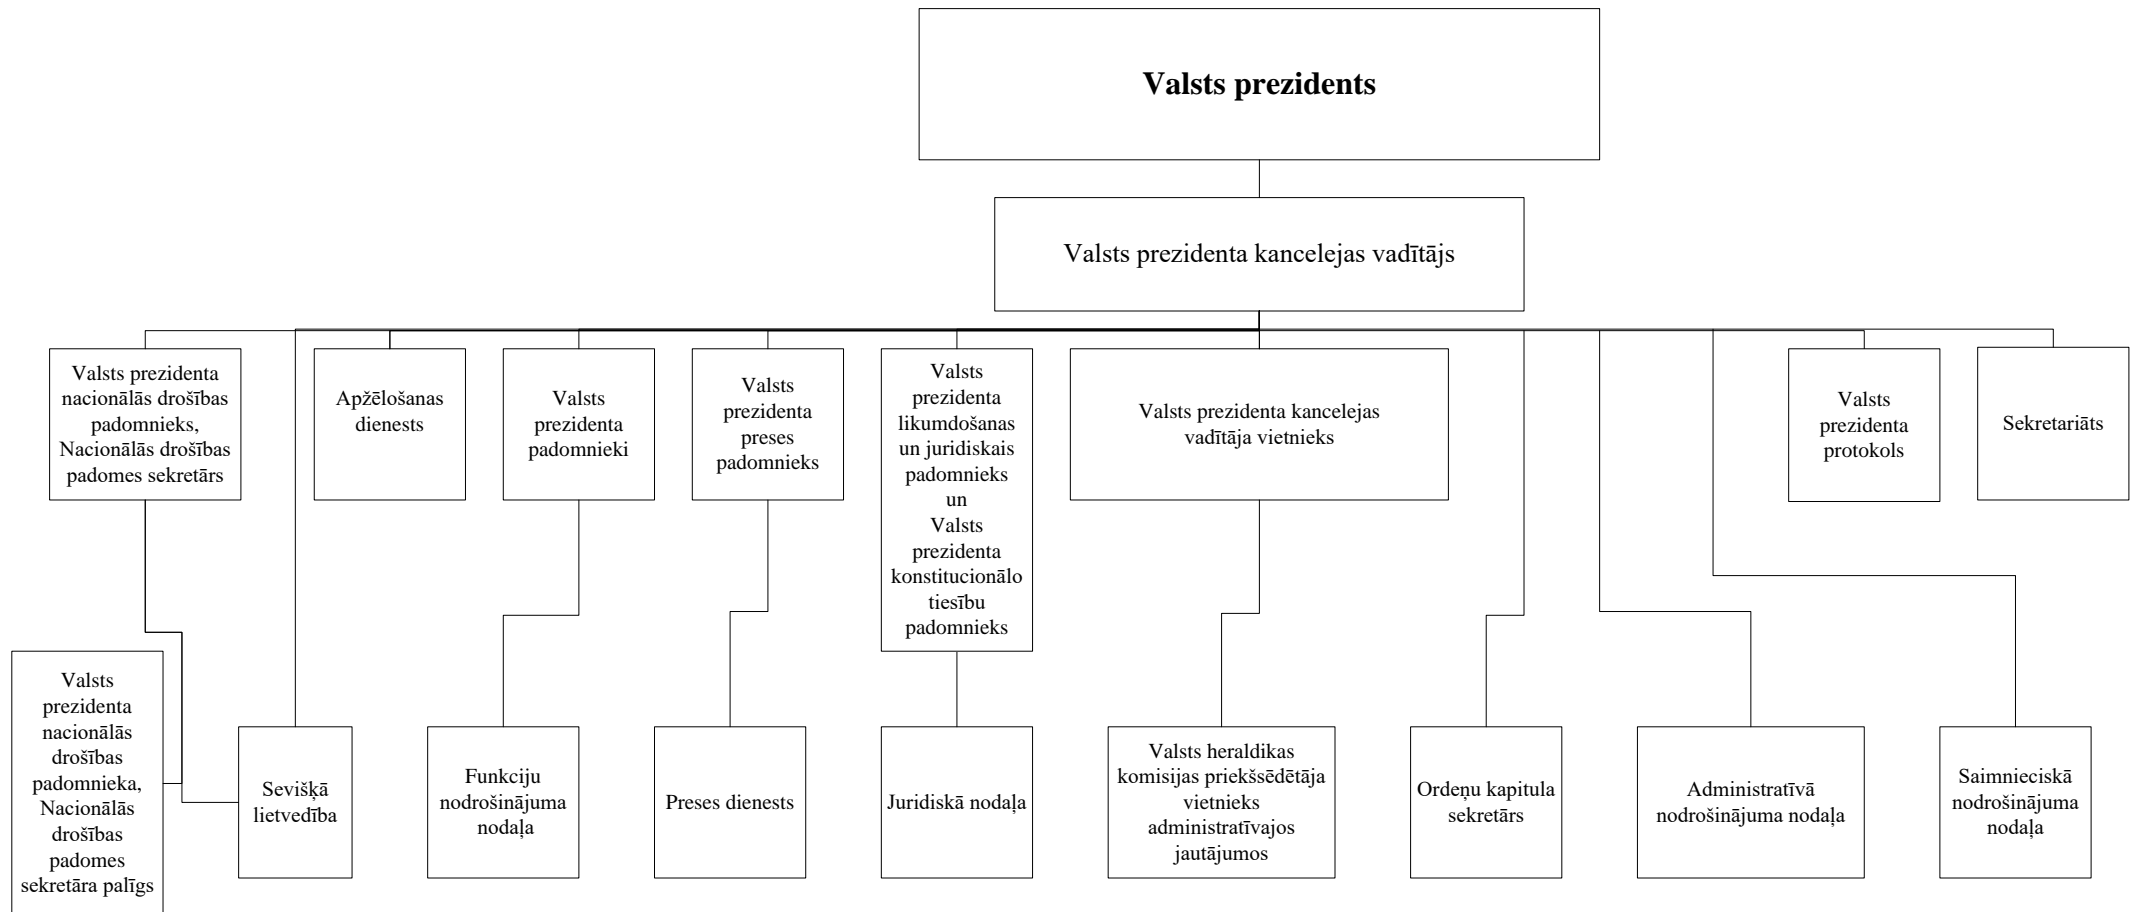 Valsts prezidents
Valsts prezidenta kancelejas vadītājs
Valsts prezidenta
nacionālās drošības
padomnieks,
Nacionālās drošības
padomes sekretārs
Apžēlošanas
dienests
Valsts
prezidenta
padomnieki
Valsts
prezidenta
preses
padomnieks
Valsts
prezidenta
likumdošanas
un juridiskais
padomnieks
un
Valsts
prezidenta
konstitucionālo
tiesību
padomnieks
Valsts prezidenta kancelejas
vadītāja vietnieks
Valsts
prezidenta
protokols
Sekretariāts
Valsts
prezidenta
nacionālās
drošības
padomnieka,
Nacionālās
drošības
padomes
sekretāra palīgs
Sevišķā
lietvedība
Funkciju
nodrošinājuma
nodaļa
Preses dienests
Juridiskā nodaļa
Valsts heraldikas
komisijas priekšsēdētāja
vietnieks
administratīvajos
jautājumos
Ordeņu kapitula
sekretārs
Administratīvā
nodrošinājuma nodaļa
Saimnieciskā
nodrošinājuma
nodaļa